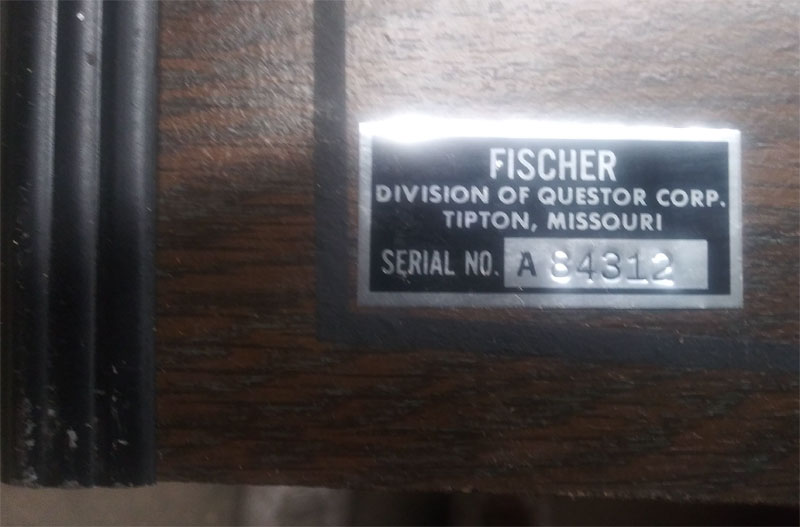 FISCHER
DIVISION OF QUESTOR CORP.
TIPTON, MISSOURI
SERIAL NO. A 84312